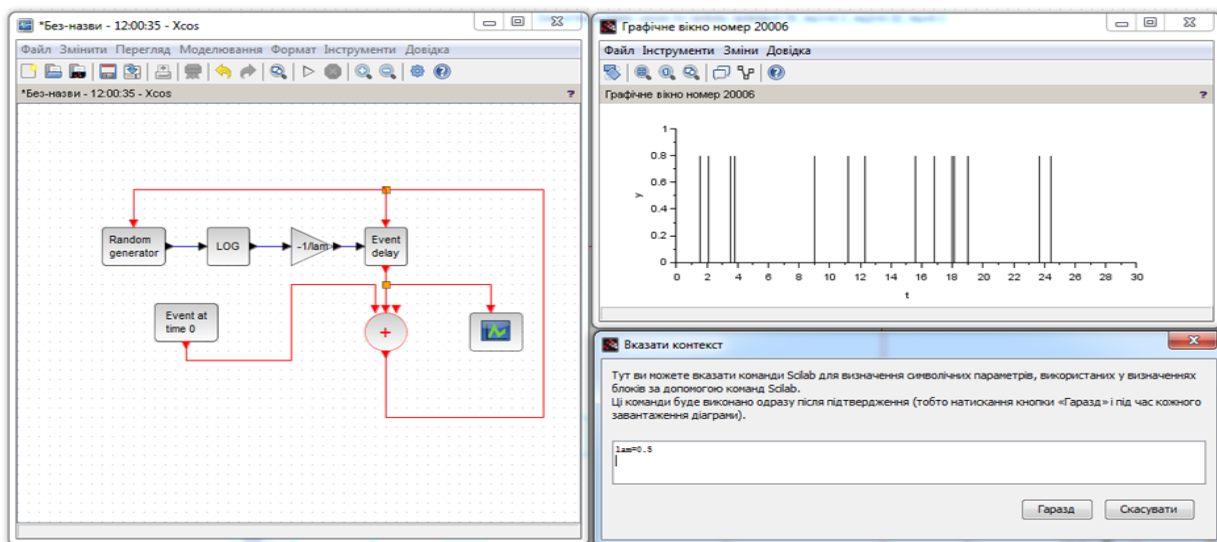 *Без-назви - 12:00:35 - Xcos
Файл Змінити Перегляд Моделювання Формат Інструменти Довідка
*Без-назви - 12:00:35 - Xcos
?
Random
generator
LOG
-1/lam
Event
delay
Event at
time 0
+
Графічне вікно номер 20006
Файл Інструменти Зміни Довідка
Графічне вікно номер 20006
?
1
0.8
0.6
0.4
0.2
0
y
0 2 4 6 8 10 12 14 16 18 20 22 24 26 28 30
t
Вказати контекст
Тут ви можете вказати команди Scilab для визначення символічних параметрів, використаних у визначеннях
блоків за допомогою команд Scilab.
Ці команди буде виконано одразу після підтвердження (тобто натискання кнопки «Гаразд» і під час кожного
завантаження діаграми).
lam=0.5
Гаразд Скасувати